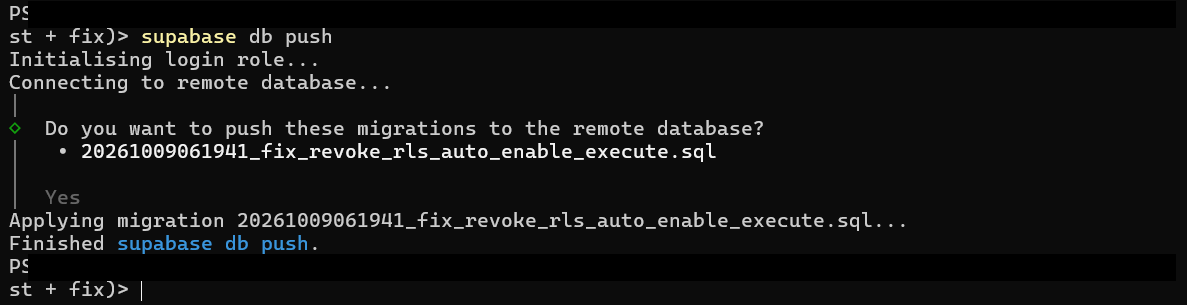 PS
st + fix)> supabase db push
Initialising login role...
Connecting to remote database...
Do you want to push these migrations to the remote database?
• 20261009061941_fix_revoke_rls_auto_enable_execute.sql
Yes
Applying migration 20261009061941_fix_revoke_rls_auto_enable_execute.sql...
Finished supabase db push.
PS
st + fix)>